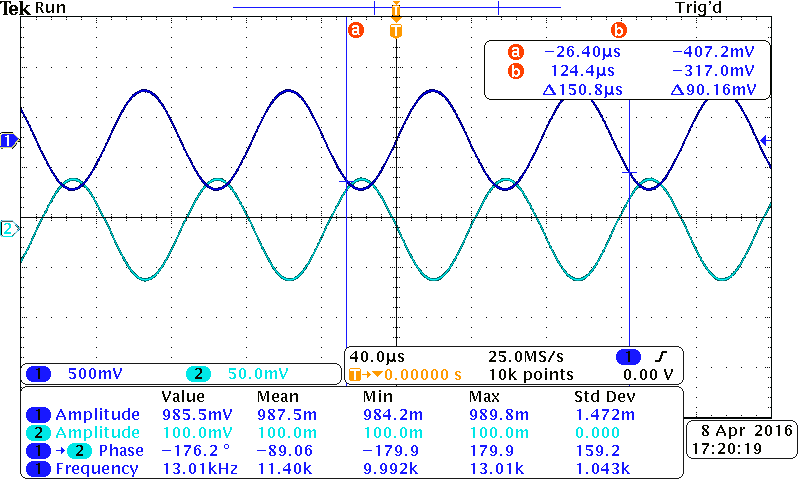 Tek Run Trig'd
a b
T
T
a −26.40µs −407.2mV
b 124.4µs −317.0mV
Δ150.8µs Δ90.16mV
1
2
1 500mV 2 50.0mV
40.0µs 25.0MS/s 1
T 0.00000 s 10k points 0.00 V
Value Mean Min Max Std Dev
1 Amplitude 985.5mV 987.5m 984.2m 989.8m 1.472m
2 Amplitude 100.0mV 100.0m 100.0m 100.0m 0.000
1 → 2 Phase −176.2 ° −89.06 −179.9 179.9 159.2
1 Frequency 13.01kHz 11.40k 9.992k 13.01k 1.043k
8 Apr 2016
17:20:19